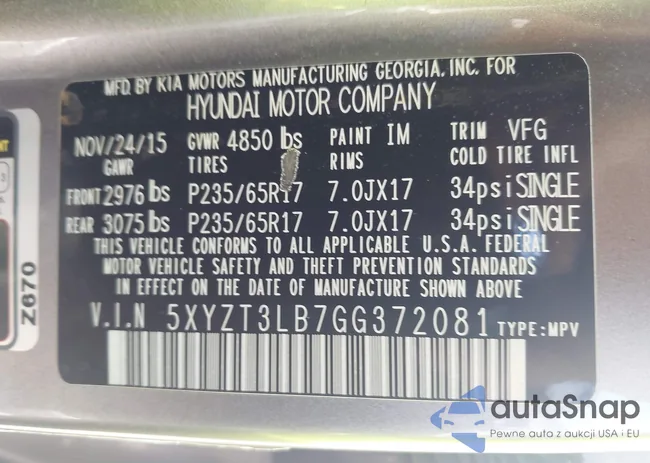 MFD. BY KIA MOTORS MANUFACTURING GEORGIA, INC. FOR
HYUNDAI MOTOR COMPANY
NOV/24/15 GVWR 4850 lbs PAINT IM TRIM VFG
GAWR TIRES RIMS COLD TIRE INFL
FRONT 2976 lbs P235/65R17 7.0JX17 34psi SINGLE
REAR 3075 lbs P235/65R17 7.0JX17 34psi SINGLE
THIS VEHICLE CONFORMS TO ALL APPLICABLE U.S.A. FEDERAL
MOTOR VEHICLE SAFETY AND THEFT PREVENTION STANDARDS
IN EFFECT ON THE DATE OF MANUFACTURE SHOWN ABOVE
V.I.N 5XYZT3LB7GG372081 TYPE:MPV
Z670
autaSnap
Pewne auta z aukcji USA i EU